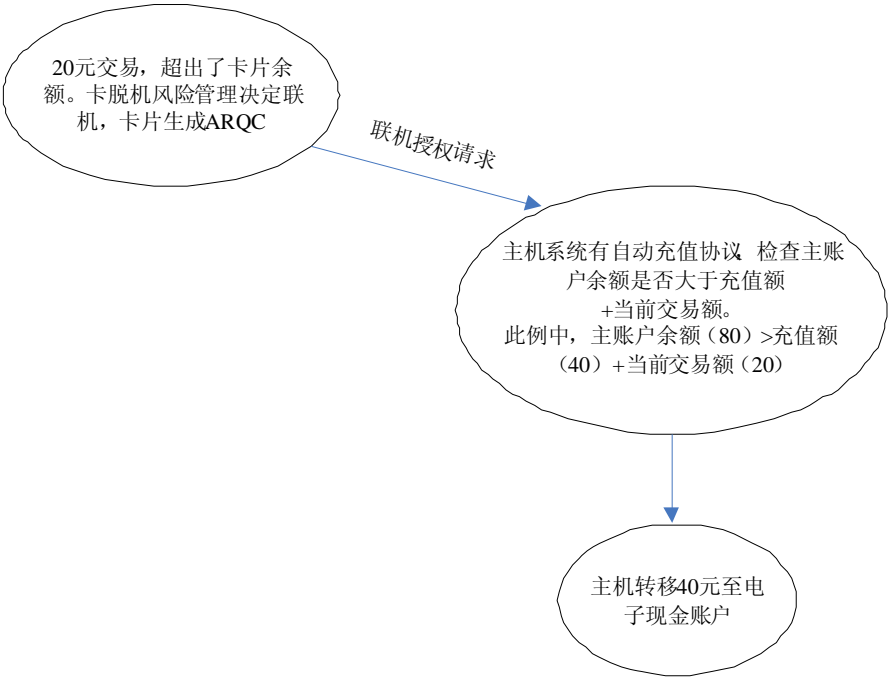 20元交易，超出了卡片余
额。卡脱机风险管理决定联
机，卡片生成ARQC
联机授权请求
主机系统有自动充值协议，检查主账
户余额是否大于充值额
+当前交易额。
此例中，主账户余额（80）>充值额
（40）+当前交易额（20）
主机转移40元至电
子现金账户